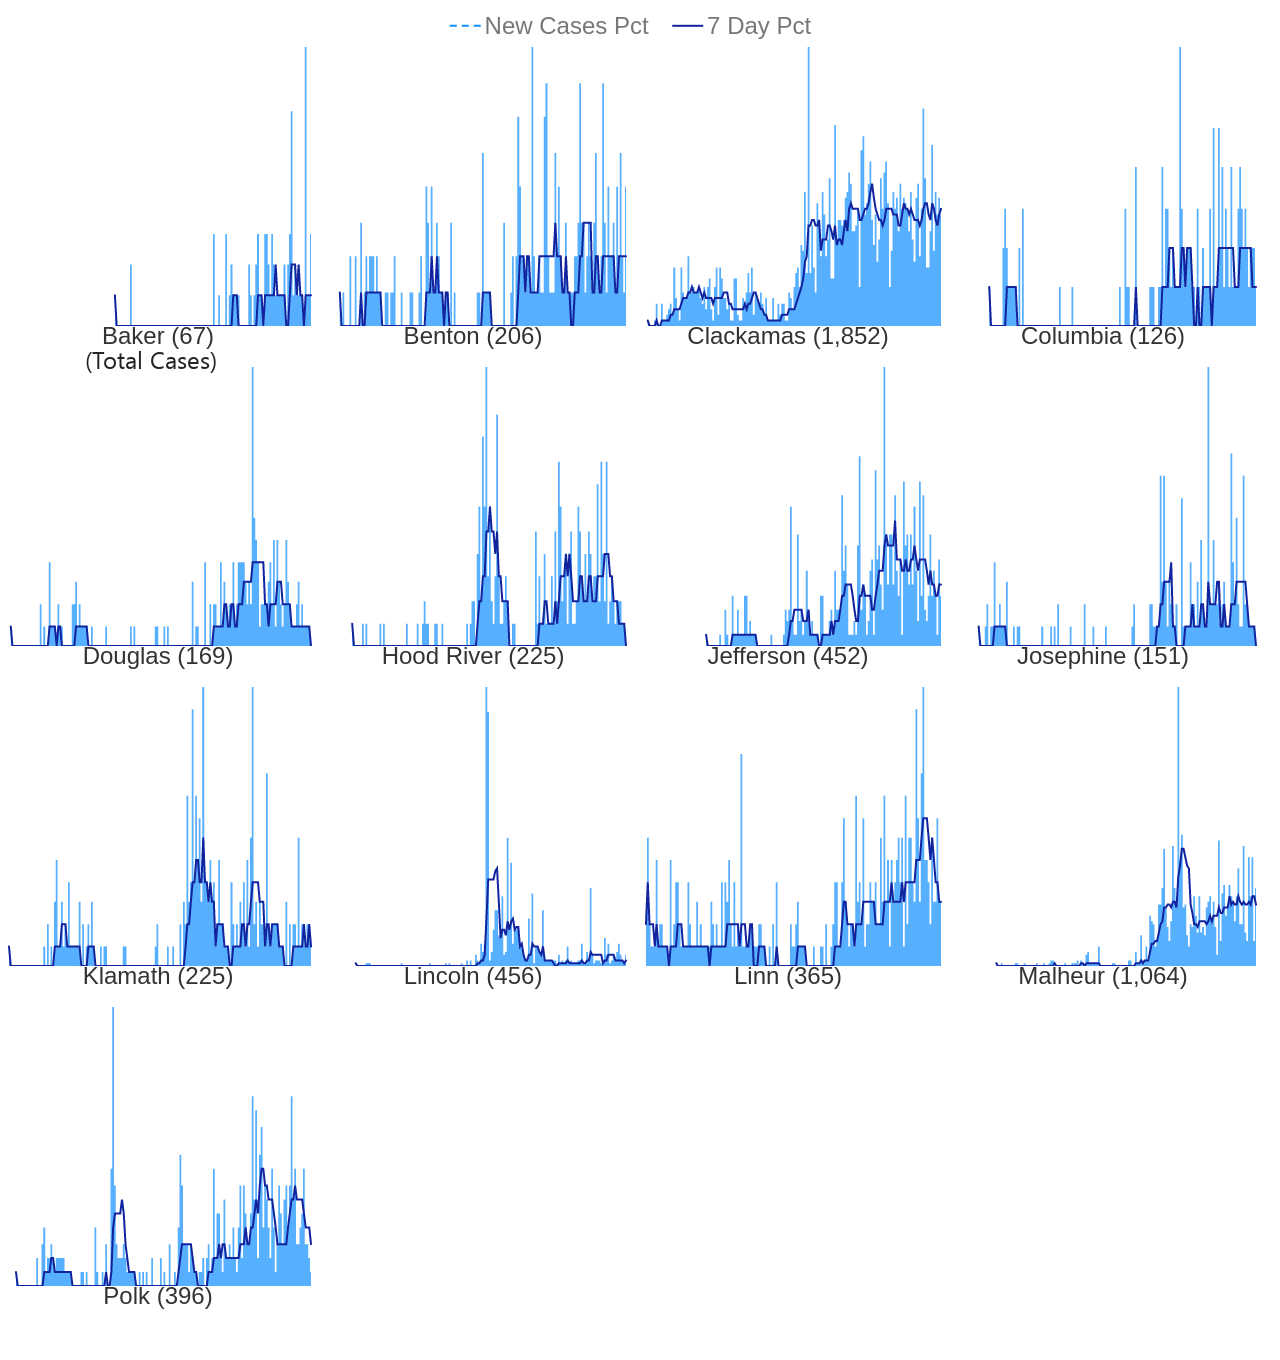 New Cases Pct 7 Day Pct
Baker (67) Benton (206) Clackamas (1,852) Columbia (126)
(Total Cases)
Douglas (169) Hood River (225) Jefferson (452) Josephine (151)
Klamath (225) Lincoln (456) Linn (365) Malheur (1,064)
Polk (396)